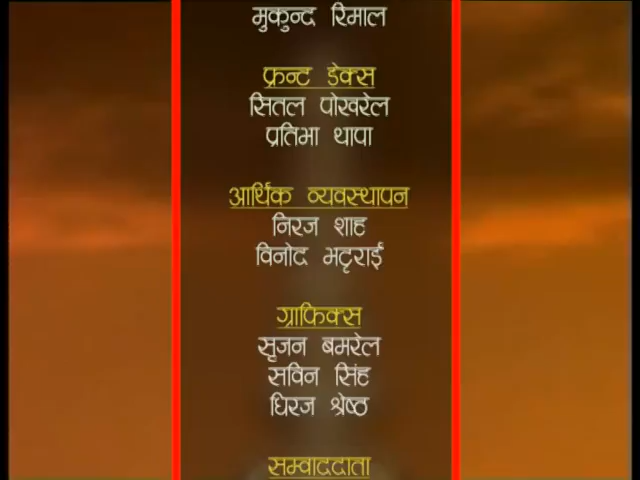 मुकुन्द रिमाल
फ्रन्ट डेक्स
सितल पोखरेल
प्रतिभा थापा
आर्थिक व्यवस्थापन
निरज शाह
विनोद भट्टराई
ग्राफिक्स
सृजन बमरेल
सविन सिंह
धिरज श्रेष्ठ
सम्वाददाता